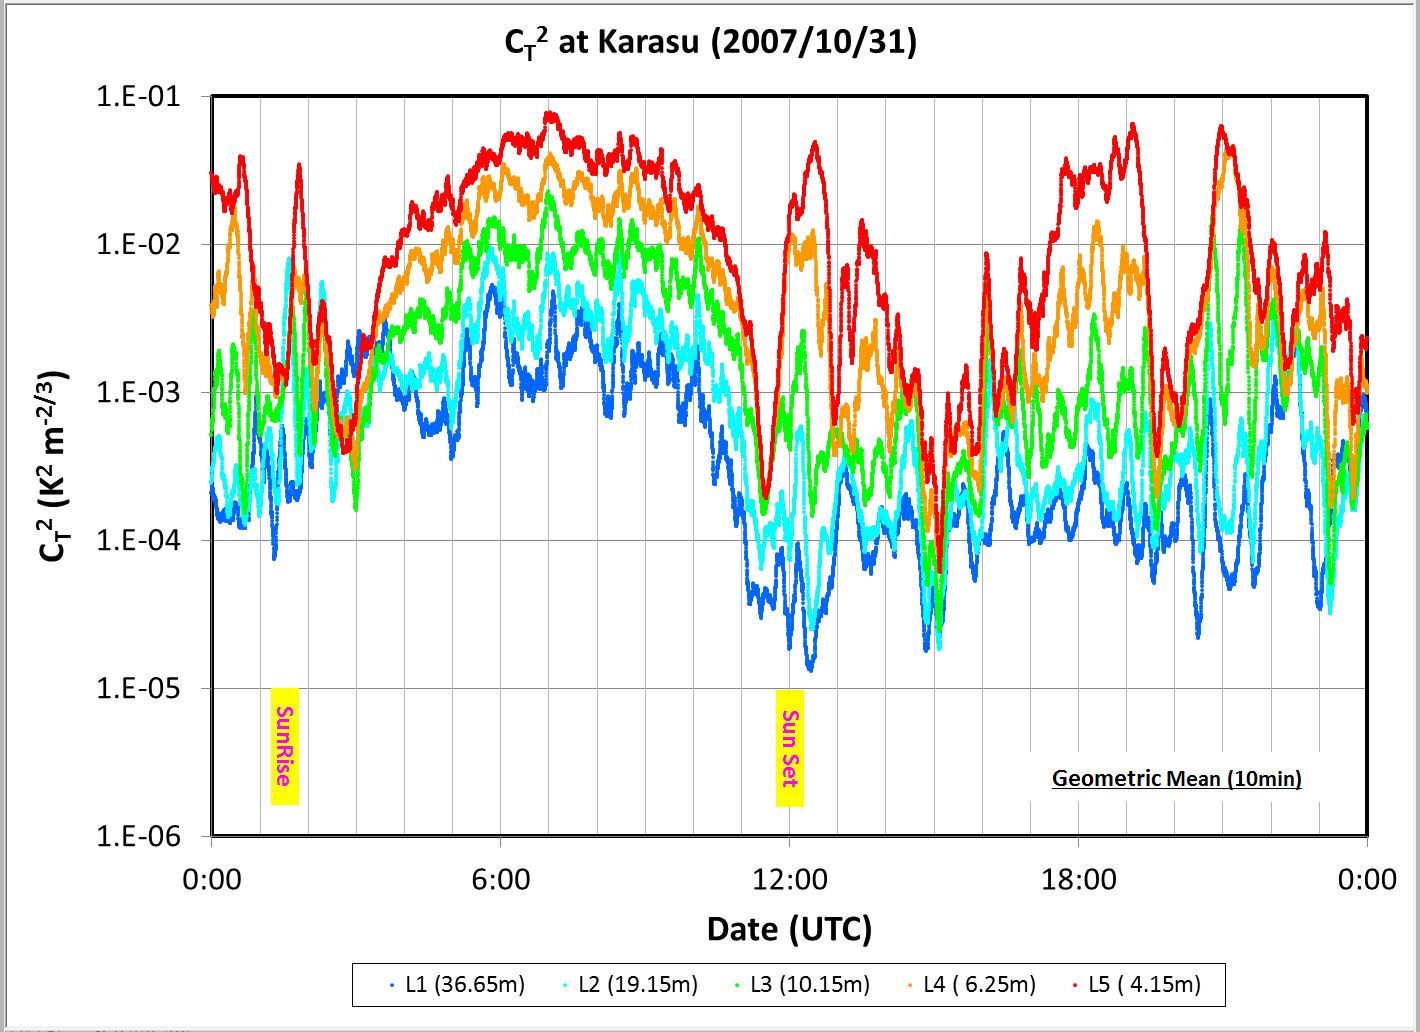 C_T² at Karasu (2007/10/31)
1.E-01
1.E-02
1.E-03
1.E-04
1.E-05
1.E-06
C_T² (K² m⁻²/³)
SunRise
Sun Set
Geometric Mean (10min)
0:00 6:00 12:00 18:00 0:00
Date (UTC)
L1 (36.65m) L2 (19.15m) L3 (10.15m) L4 ( 6.25m) L5 ( 4.15m)